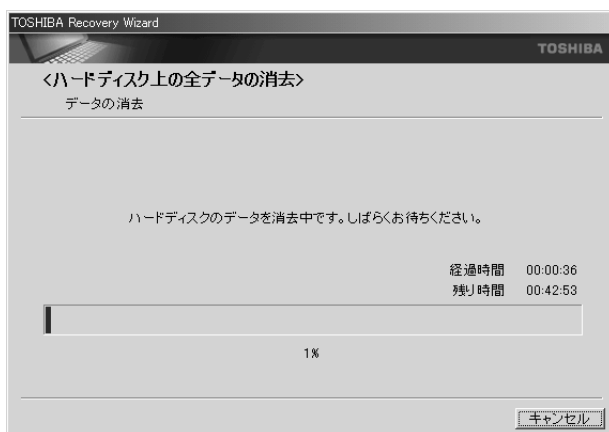 TOSHIBA Recovery Wizard
TOSHIBA
<ハードディスク上の全データの消去>
データの消去
ハードディスクのデータを消去中です。しばらくお待ちください。
経過時間 00:00:36
残り時間 00:42:53
1%
キャンセル